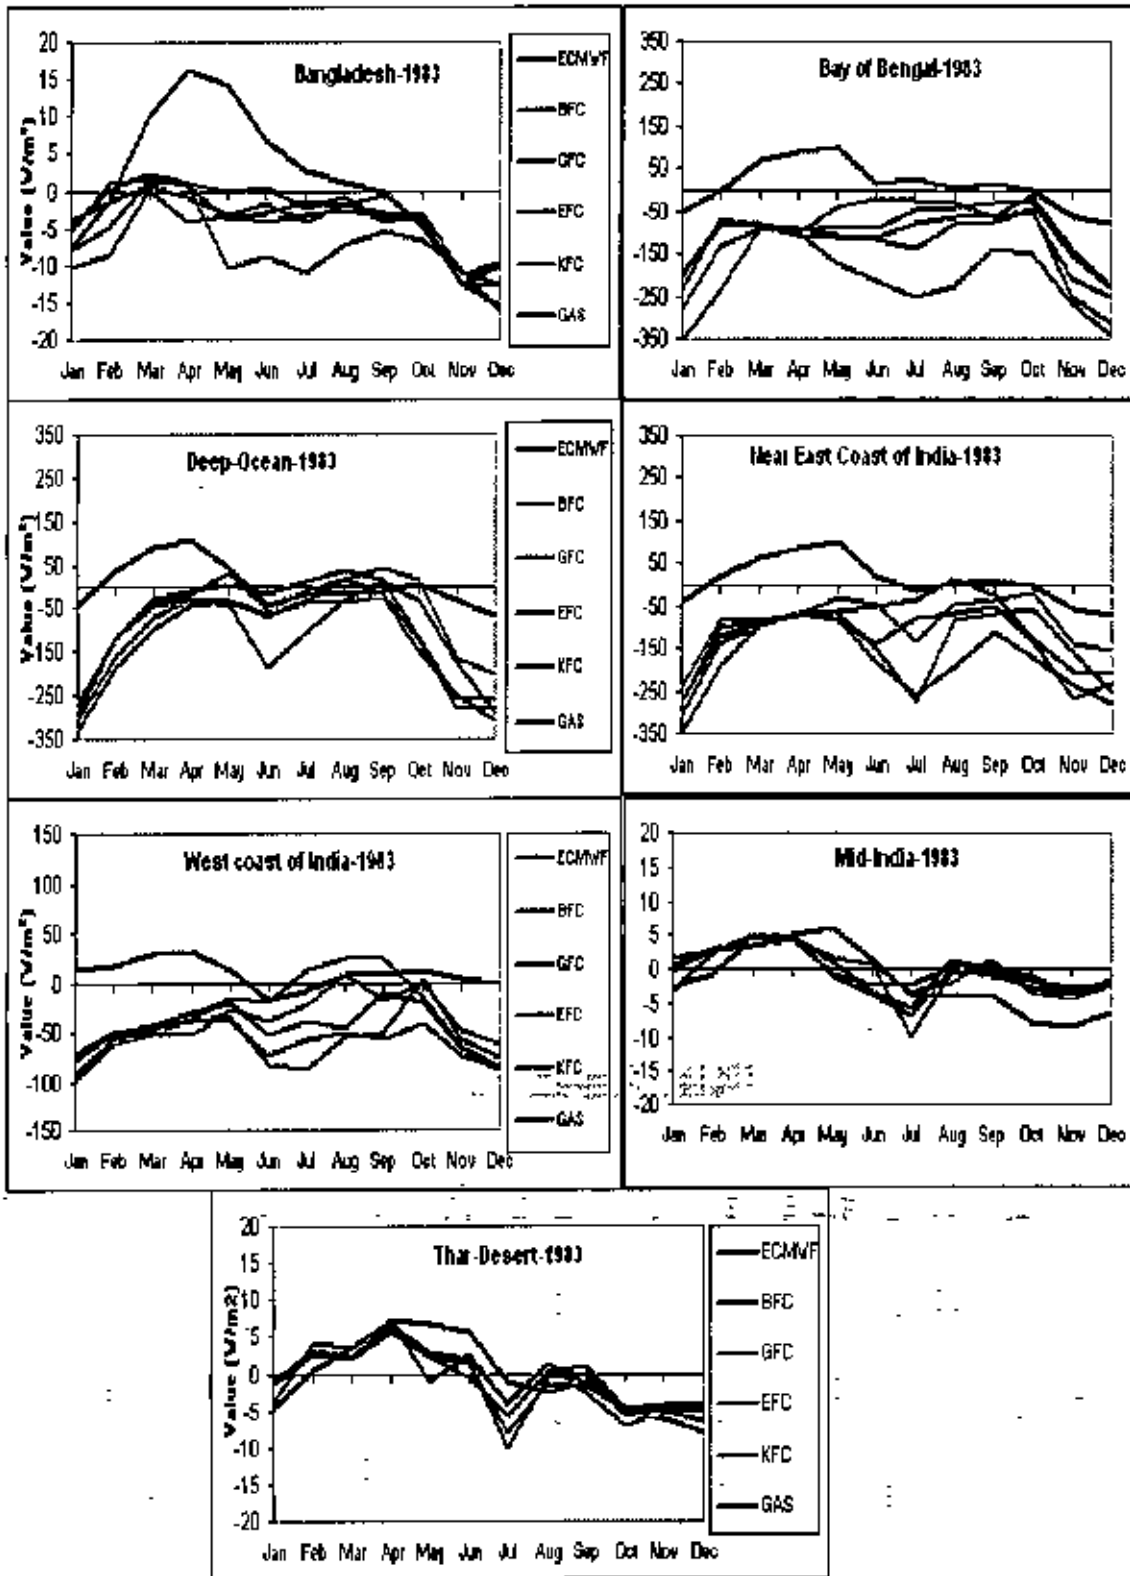 Bangladesh-1983
Value (W/m²)
20
15
10
5
0
-5
-10
-15
-20
Jan Feb Mar Apr May Jun Jul Aug Sep Oct Nov Dec
ECMWF
BFC
GFC
EFC
KFC
GAS
Bay of Bengal-1983
350
250
150
50
-50
-150
-250
-350
Jan Feb Mar Apr May Jun Jul Aug Sep Oct Nov Dec
Deep-Ocean-1983
Value (W/m²)
350
250
150
50
-50
-150
-250
-350
Jan Feb Mar Apr May Jun Jul Aug Sep Oct Nov Dec
ECMWF
BFC
GFC
EFC
KFC
GAS
Near East Coast of India-1983
350
250
150
50
-50
-150
-250
-350
Jan Feb Mar Apr May Jun Jul Aug Sep Oct Nov Dec
West coast of India-1983
Value (W/m²)
150
100
50
0
-50
-100
-150
Jan Feb Mar Apr May Jun Jul Aug Sep Oct Nov Dec
ECMWF
BFC
GFC
EFC
KFC
GAS
Mid-India-1983
20
15
10
5
0
-5
-10
-15
-20
Jan Feb Mar Apr May Jun Jul Aug Sep Oct Nov Dec
Thar-Desert-1983
Value (W/m2)
20
15
10
5
0
-5
-10
-15
-20
Jan Feb Mar Apr May Jun Jul Aug Sep Oct Nov Dec
ECMWF
BFC
GFC
EFC
KFC
GAS